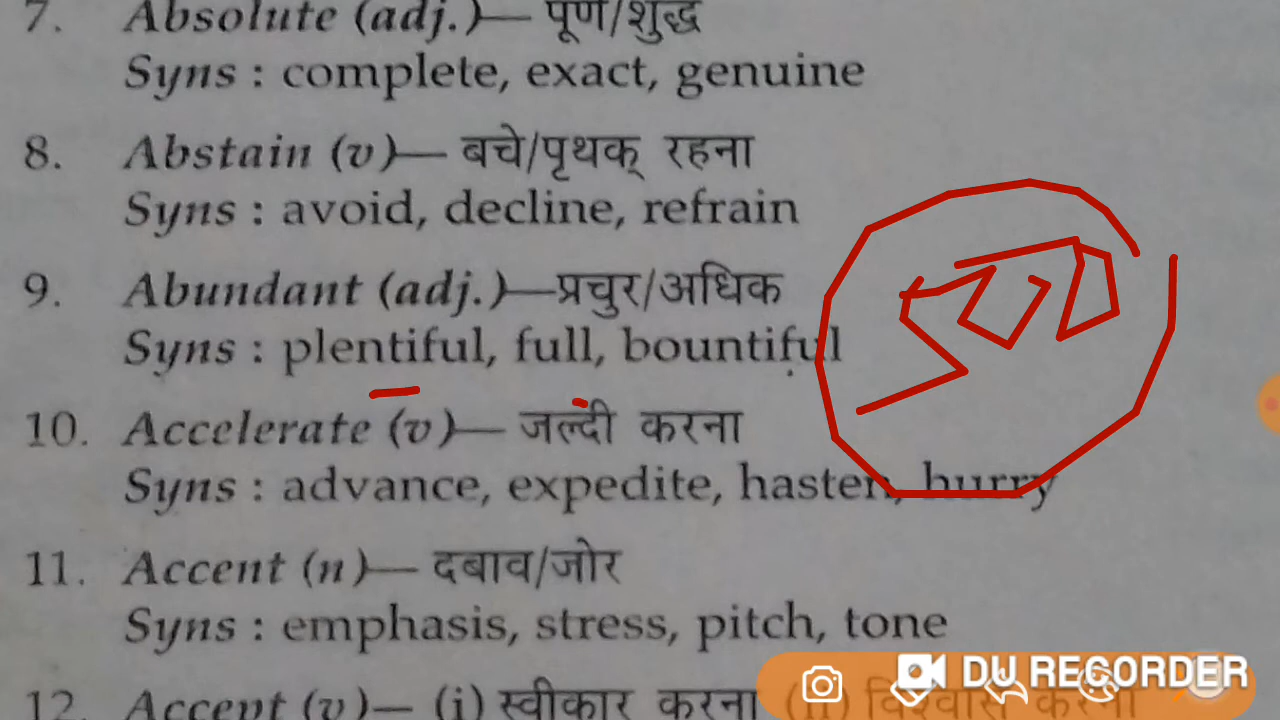 7. Absolute (adj.)— पूर्ण/शुद्ध
Syns : complete, exact, genuine
8. Abstain (v)— बचे/पृथक् रहना
Syns : avoid, decline, refrain
9. Abundant (adj.)—प्रचुर/अधिक
Syns : plentiful, full, bountiful
10. Accelerate (v)— जल्दी करना
Syns : advance, expedite, hasten, hurry
11. Accent (n)— दबाव/जोर
Syns : emphasis, stress, pitch, tone
12. Accept (v)— (i) स्वीकार करना (ii) विश्वास करना
DU RECORDER